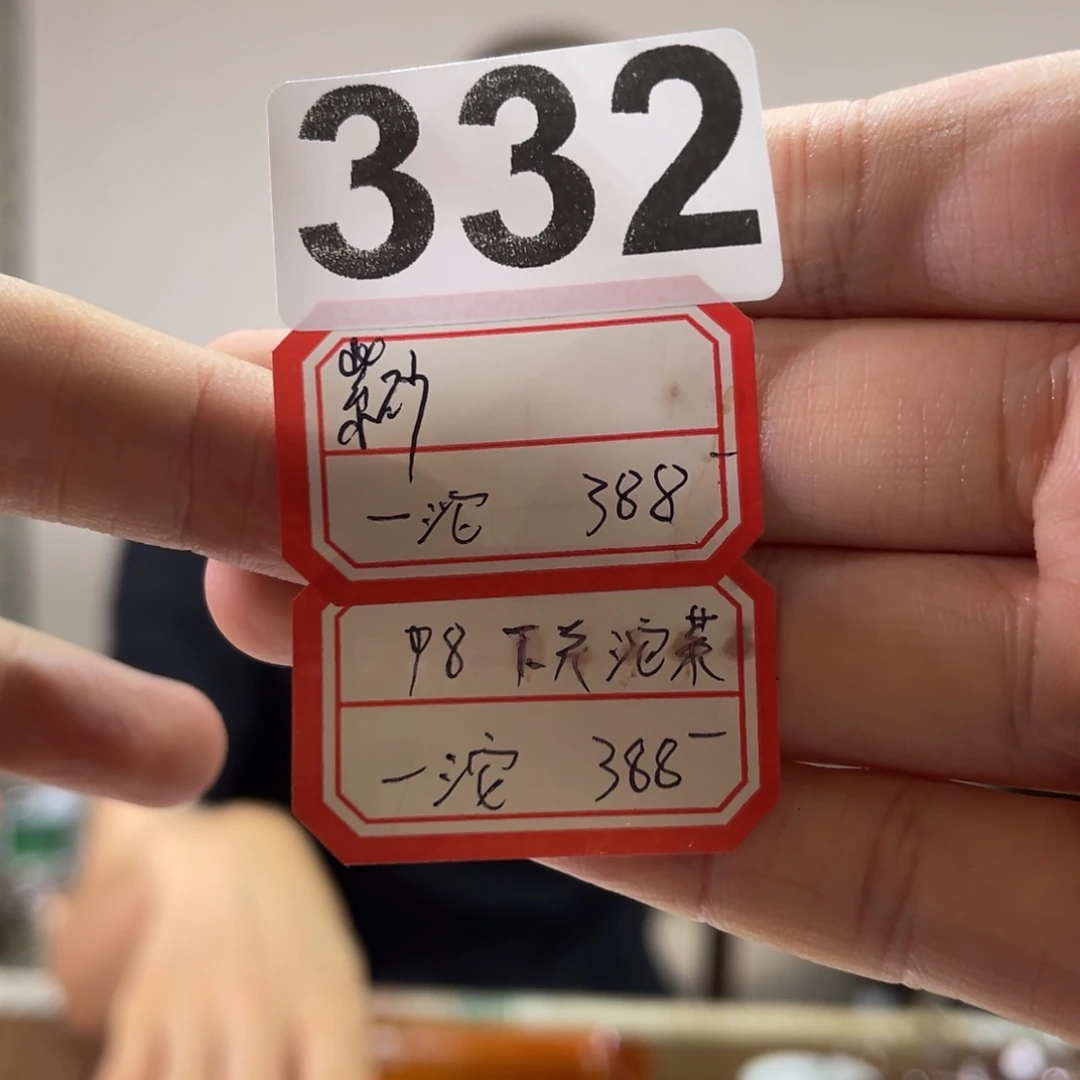 332
紫砂
一沱 388-
98 下关沱茶
一沱 388-